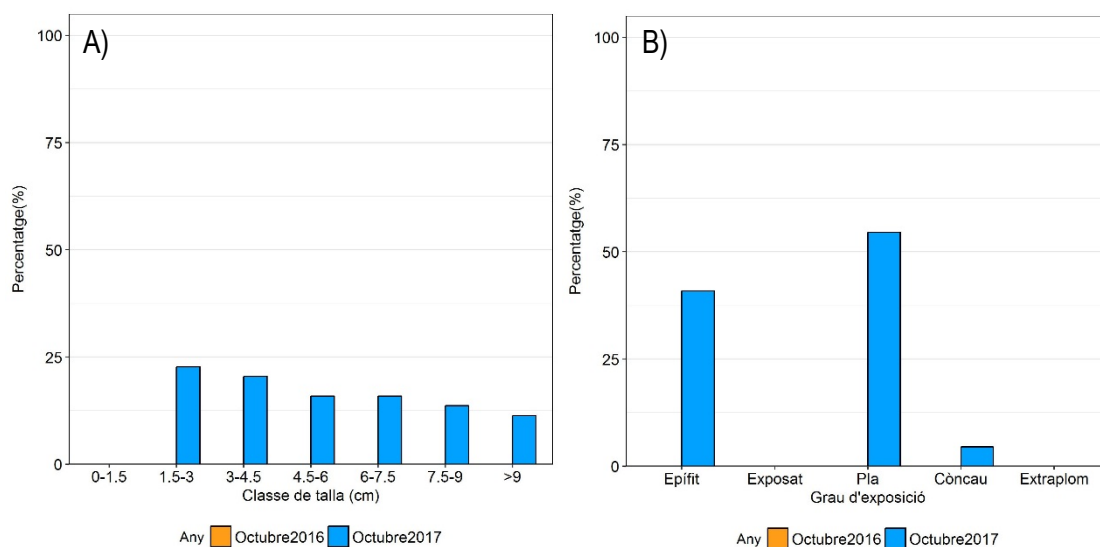 A)
100
75
50
25
0
Percentatge(%)
0-1.5 1.5-3 3-4.5 4.5-6 6-7.5 7.5-9 >9
Classe de talla (cm)
Any Octubre2016 Octubre2017
B)
100
75
50
25
0
Percentatge(%)
Epífit Exposat Pla Còncau Extraplom
Grau d'exposició
Any Octubre2016 Octubre2017